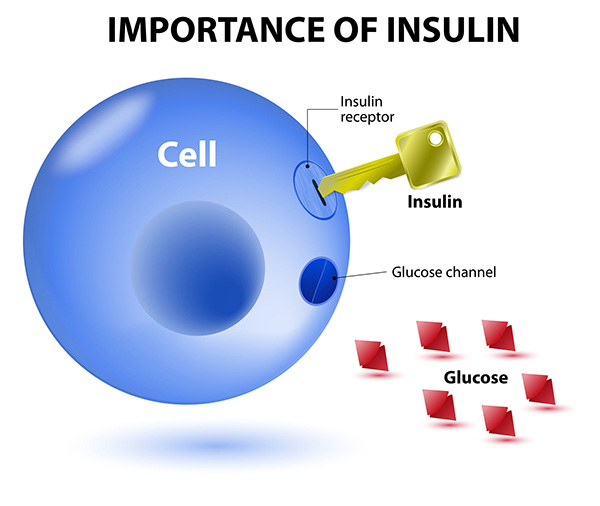 IMPORTANCE OF INSULIN
Insulin
receptor
Cell
Insulin
Glucose channel
Glucose